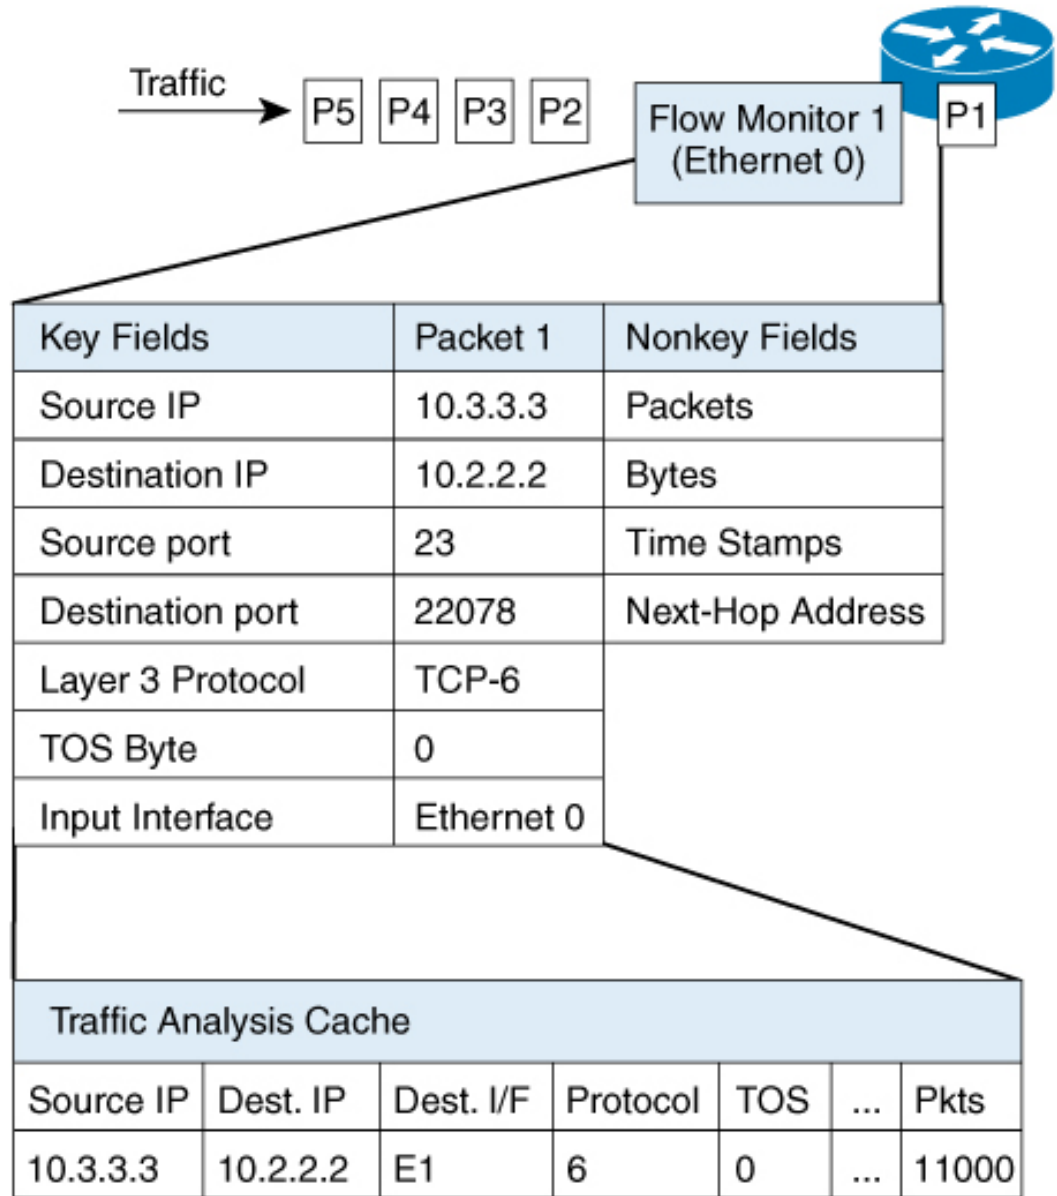 Traffic
P5 P4 P3 P2
Flow Monitor 1
(Ethernet 0)
P1
Key Fields Packet 1 Nonkey Fields
Source IP 10.3.3.3 Packets
Destination IP 10.2.2.2 Bytes
Source port 23 Time Stamps
Destination port 22078 Next-Hop Address
Layer 3 Protocol TCP-6
TOS Byte 0
Input Interface Ethernet 0
Traffic Analysis Cache
Source IP Dest. IP Dest. I/F Protocol TOS ... Pkts
10.3.3.3 10.2.2.2 E1 6 0 ... 11000